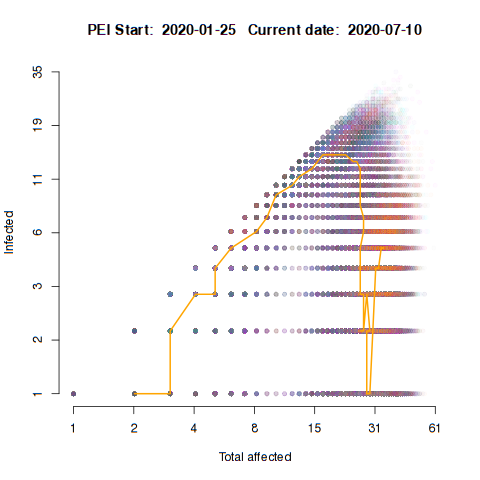 PEI Start:  2020-01-25   Current date:  2020-07-10
Infected
35
19
11
6
3
2
1
1 2 4 8 15 31 61
Total affected